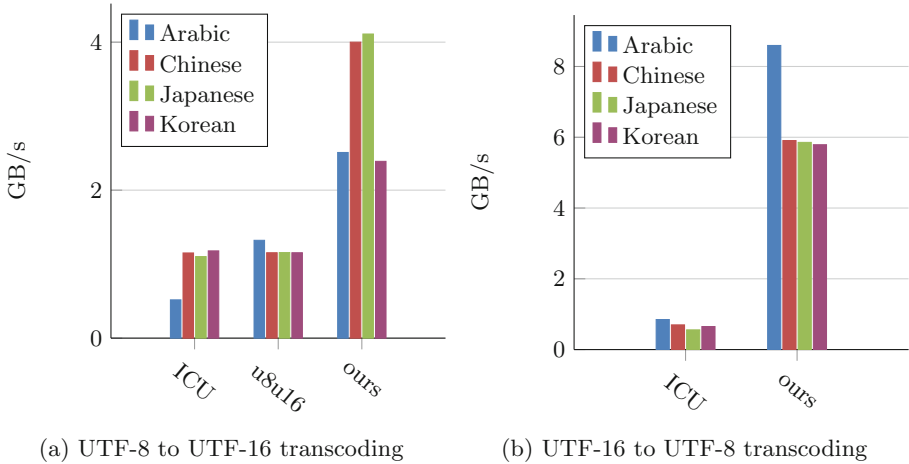 4
2
0
GB/s
Arabic
Chinese
Japanese
Korean
ICU
u8u16
ours
(a) UTF-8 to UTF-16 transcoding
8
6
4
2
0
GB/s
Arabic
Chinese
Japanese
Korean
ICU
ours
(b) UTF-16 to UTF-8 transcoding